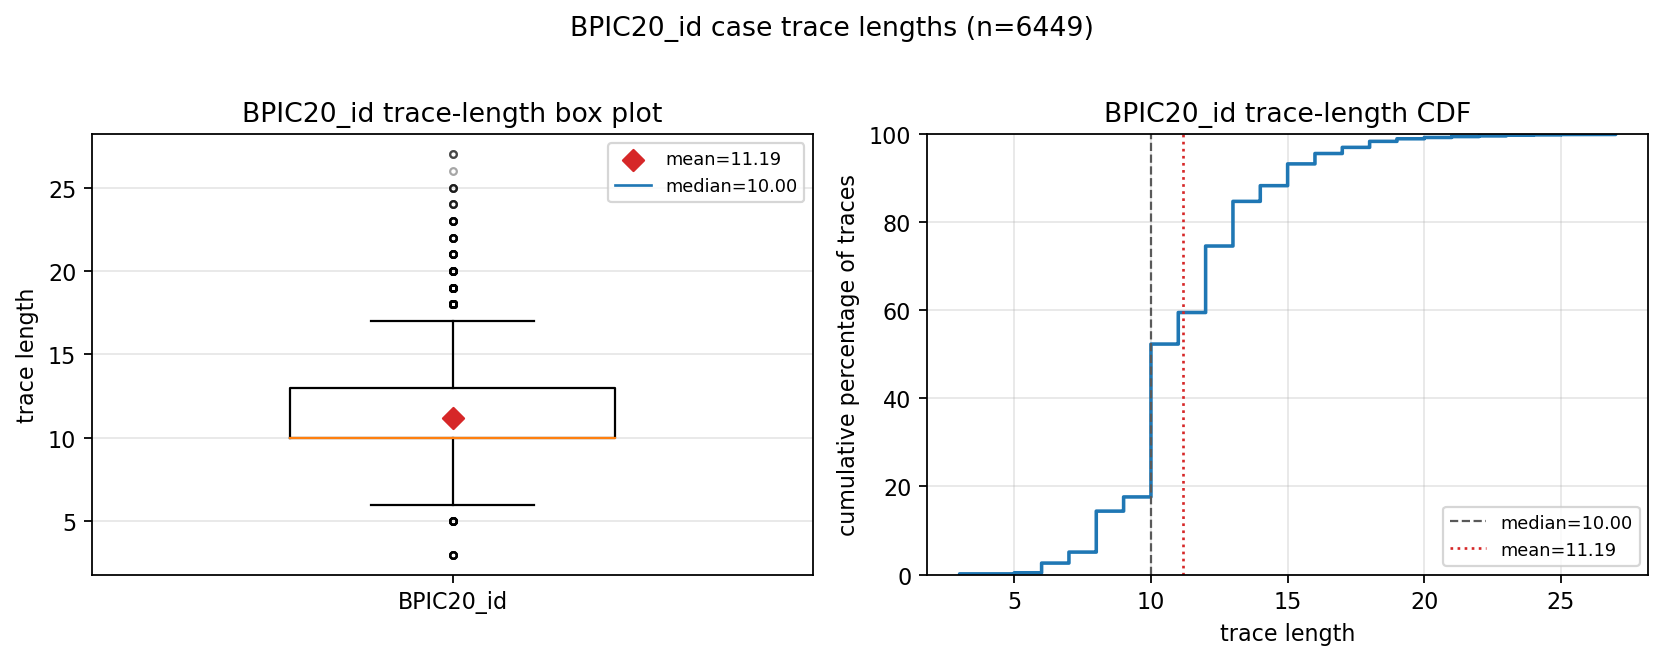 BPIC20_id case trace lengths (n=6449)
BPIC20_id trace-length box plot
trace length
25
20
15
10
5
mean=11.19
median=10.00
BPIC20_id
BPIC20_id trace-length CDF
cumulative percentage of traces
100
80
60
40
20
0
median=10.00
mean=11.19
5 10 15 20 25
trace length